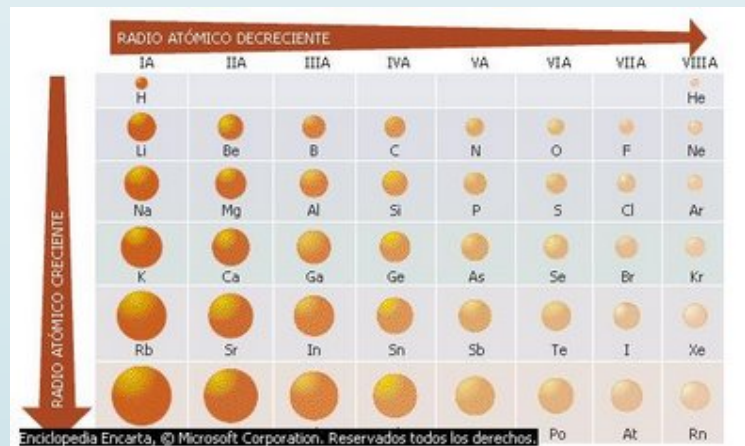 RADIO ATÓMICO DECRECIENTE
IA IIA IIIA IVA VA VIA VIIA VIIIA
RADIO ATÓMICO CRECIENTE
H He
Li Be B C N O F Ne
Na Mg Al Si P S Cl Ar
K Ca Ga Ge As Se Br Kr
Rb Sr In Sn Sb Te I Xe
Po At Rn
Enciclopedia Encarta, © Microsoft Corporation. Reservados todos los derechos.